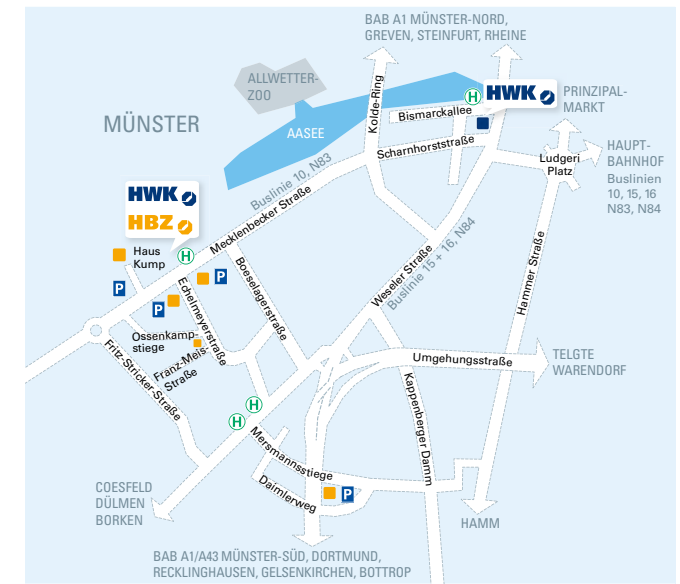 BAB A1 MÜNSTER-NORD,
GREVEN, STEINFURT, RHEINE
ALLWETTER-
ZOO
MÜNSTER
AASEE
Kolde-Ring
H
HWK
Bismarckallee
PRINZIPAL-
MARKT
Scharnhorststraße
Ludgeri
Platz
HAUPT-
BAHNHOF
Buslinien
10, 15, 16
N83, N84
Buslinie 10, N83
Mecklenbecker Straße
HWK
HBZ
Haus
Kump
H
P
P
P
Echelmeyerstraße
Boeselagerstraße
Weseler Straße
Buslinie 15 + 16, N84
Hammer Straße
Ossenkamp-
stiege
Franz-Meis-
Straße
Fritz-Stricker-Straße
Umgehungsstraße
TELGTE
WARENDORF
Kappenberger Damm
H
H
Mersmannsstiege
Daimlerweg
P
COESFELD
DÜLMEN
BORKEN
HAMM
BAB A1/A43 MÜNSTER-SÜD, DORTMUND,
RECKLINGHAUSEN, GELSENKIRCHEN, BOTTROP